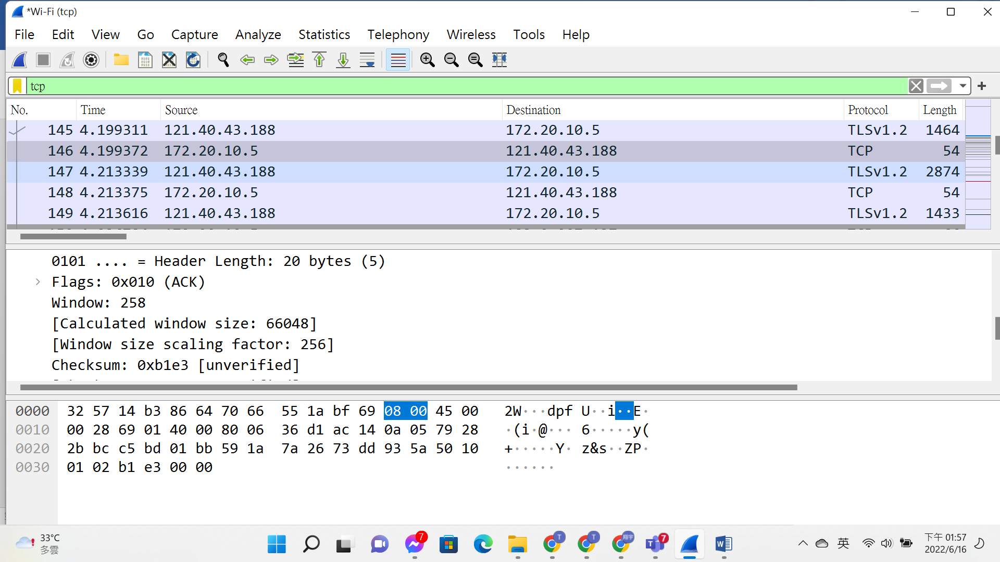 *Wi-Fi (tcp)
File Edit View Go Capture Analyze Statistics Telephony Wireless Tools Help
tcp
No. Time Source Destination Protocol Length
145 4.199311 121.40.43.188 172.20.10.5 TLSv1.2 1464
146 4.199372 172.20.10.5 121.40.43.188 TCP 54
147 4.213339 121.40.43.188 172.20.10.5 TLSv1.2 2874
148 4.213375 172.20.10.5 121.40.43.188 TCP 54
149 4.213616 121.40.43.188 172.20.10.5 TLSv1.2 1433
0101 .... = Header Length: 20 bytes (5)
Flags: 0x010 (ACK)
Window: 258
[Calculated window size: 66048]
[Window size scaling factor: 256]
Checksum: 0xb1e3 [unverified]
0000 32 57 14 b3 86 64 70 66 55 1a bf 69 08 00 45 00 2W···dpf U··i··E·
0010 00 28 69 01 40 00 80 06 36 d1 ac 14 0a 05 79 28 ·(i·@··· 6·····y(
0020 2b bc c5 bd 01 bb 59 1a 7a 26 73 dd 93 5a 50 10 +·····Y· z&s··ZP·
0030 01 02 b1 e3 00 00 ······
33°C
多雲
7
T
T
翔宇
7
英
下午 01:57
2022/6/16